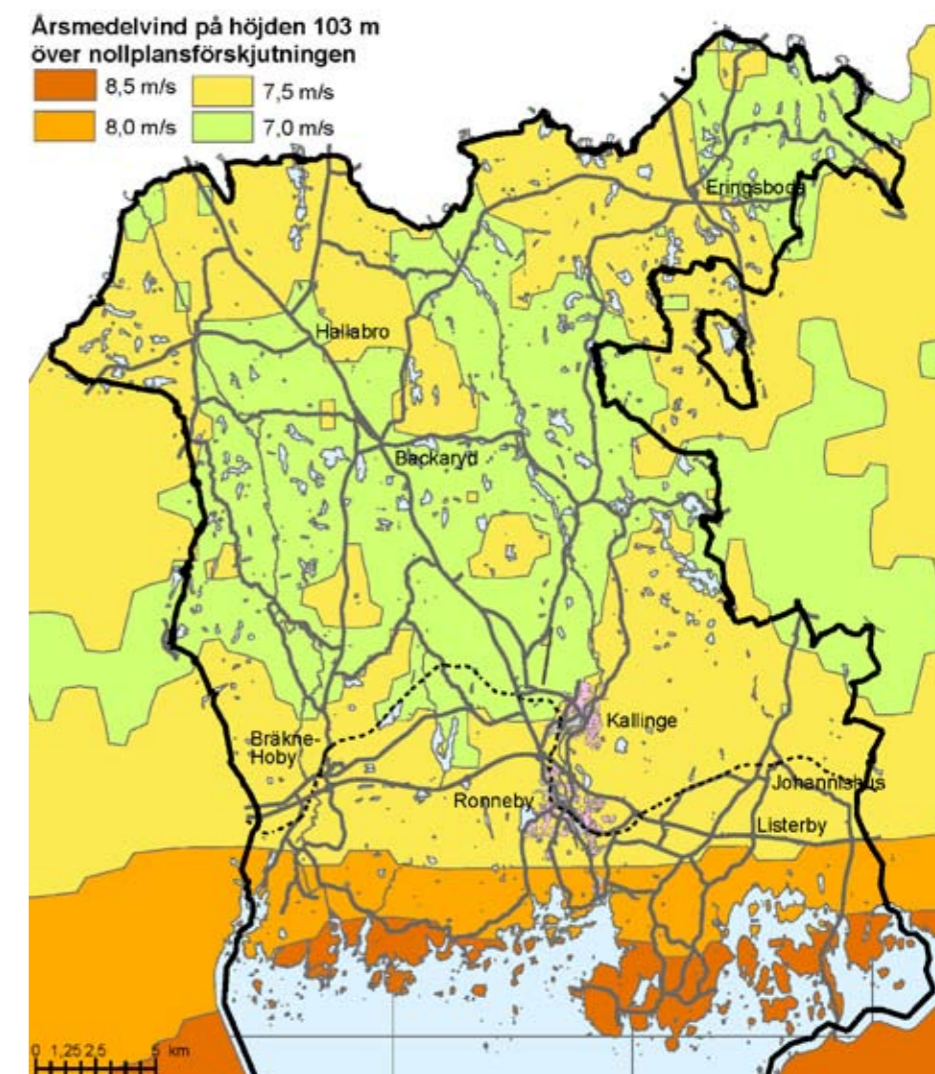 Årsmedelvind på höjden 103 m
över nollplansförskjutningen
8,5 m/s 7,5 m/s
8,0 m/s 7,0 m/s
Eringsboda
Hallabro
Backaryd
Kallinge
Bräkne-
Hoby
Johannishus
Ronneby
Listerby
0 1,25 2,5 5 km